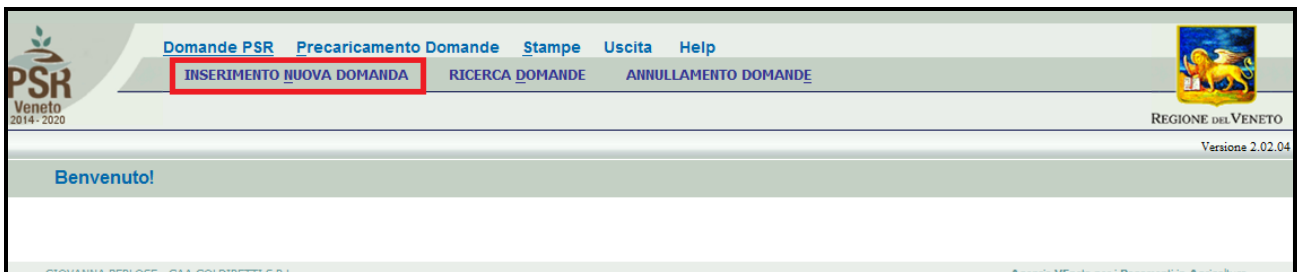 Domande PSR Precaricamento Domande Stampe Uscita Help
INSERIMENTO NUOVA DOMANDA RICERCA DOMANDE ANNULLAMENTO DOMANDE
PSR
Veneto
2014-2020
REGIONE DEL VENETO
Versione 2.02.04
Benvenuto!